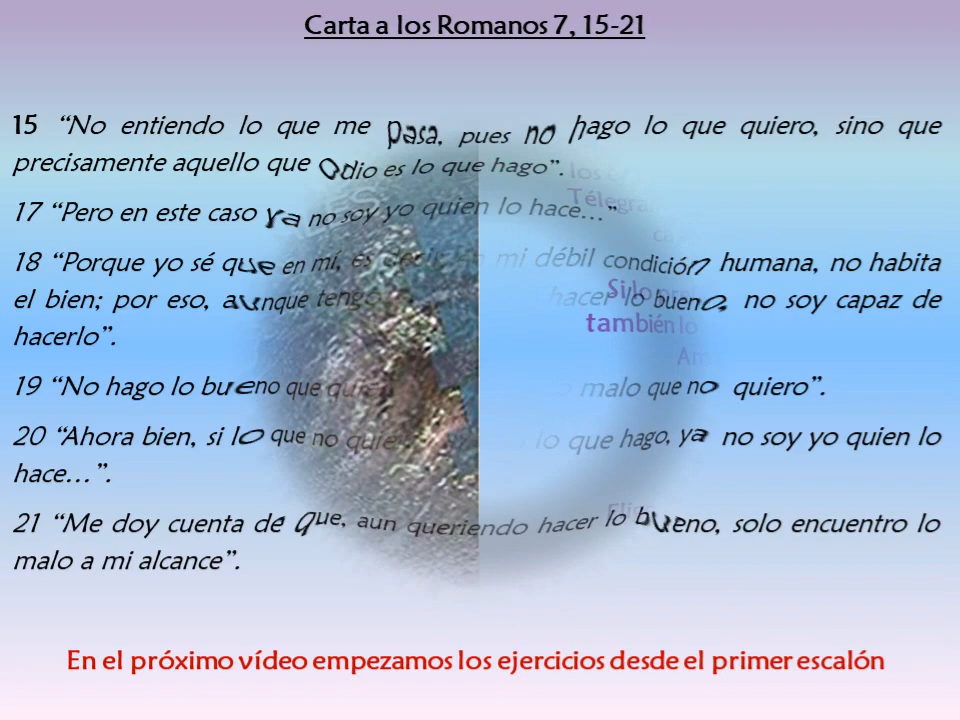 Carta a los Romanos 7, 15-21
15 “No entiendo lo que me pasa, pues no hago lo que quiero, sino que
precisamente aquello que odio es lo que hago”.
17 “Pero en este caso ya no soy yo quien lo hace...”
18 “Porque yo sé que en mí, es decir en mi débil condición humana, no habita
el bien; por eso, aunque tengo hacer lo bueno, no soy capaz de
hacerlo”.
19 “No hago lo bueno que malo que no quiero”.
20 “Ahora bien, si lo que no quiero lo que hago, ya no soy yo quien lo
hace...”.
21 “Me doy cuenta de que, aun queriendo hacer lo bueno, solo encuentro lo
malo a mi alcance”.
los
también lo
En el próximo vídeo empezamos los ejercicios desde el primer escalón